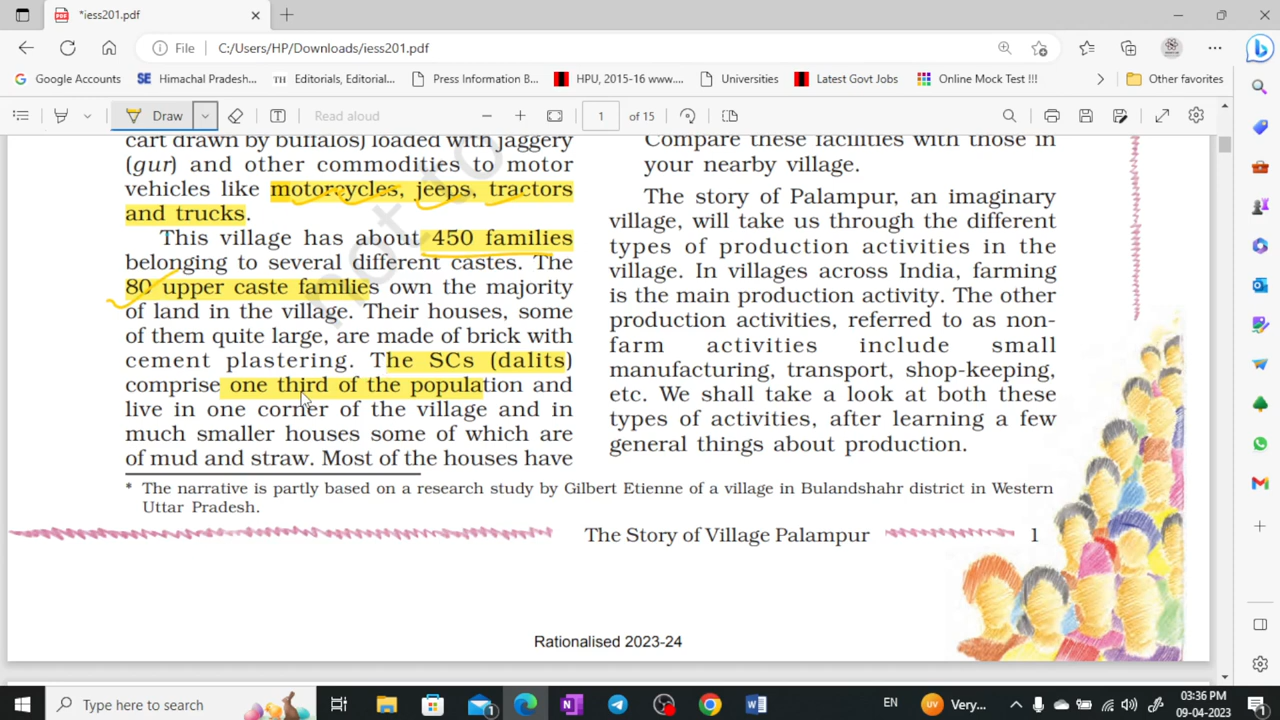 *iess201.pdf
File
C:/Users/HP/Downloads/iess201.pdf
Google Accounts
SE Himachal Pradesh...
TH Editorials, Editorial...
Press Information B...
HPU, 2015-16 www....
Universities
Latest Govt Jobs
Online Mock Test !!!
Other favorites
Draw
Read aloud
1 of 15
cart drawn by buffalos) loaded with jaggery
(gur) and other commodities to motor
vehicles like motorcycles, jeeps, tractors
and trucks.
This village has about 450 families
belonging to several different castes. The
80 upper caste families own the majority
of land in the village. Their houses, some
of them quite large, are made of brick with
cement plastering. The SCs (dalits)
comprise one third of the population and
live in one corner of the village and in
much smaller houses some of which are
of mud and straw. Most of the houses have
Compare these facilities with those in
your nearby village.
The story of Palampur, an imaginary
village, will take us through the different
types of production activities in the
village. In villages across India, farming
is the main production activity. The other
production activities, referred to as non-
farm activities include small
manufacturing, transport, shop-keeping,
etc. We shall take a look at both these
types of activities, after learning a few
general things about production.
not to
* The narrative is partly based on a research study by Gilbert Etienne of a village in Bulandshahr district in Western
Uttar Pradesh.
The Story of Village Palampur 1
Rationalised 2023-24
Type here to search
1
UV
Very...
EN
03:36 PM
09-04-2023
1